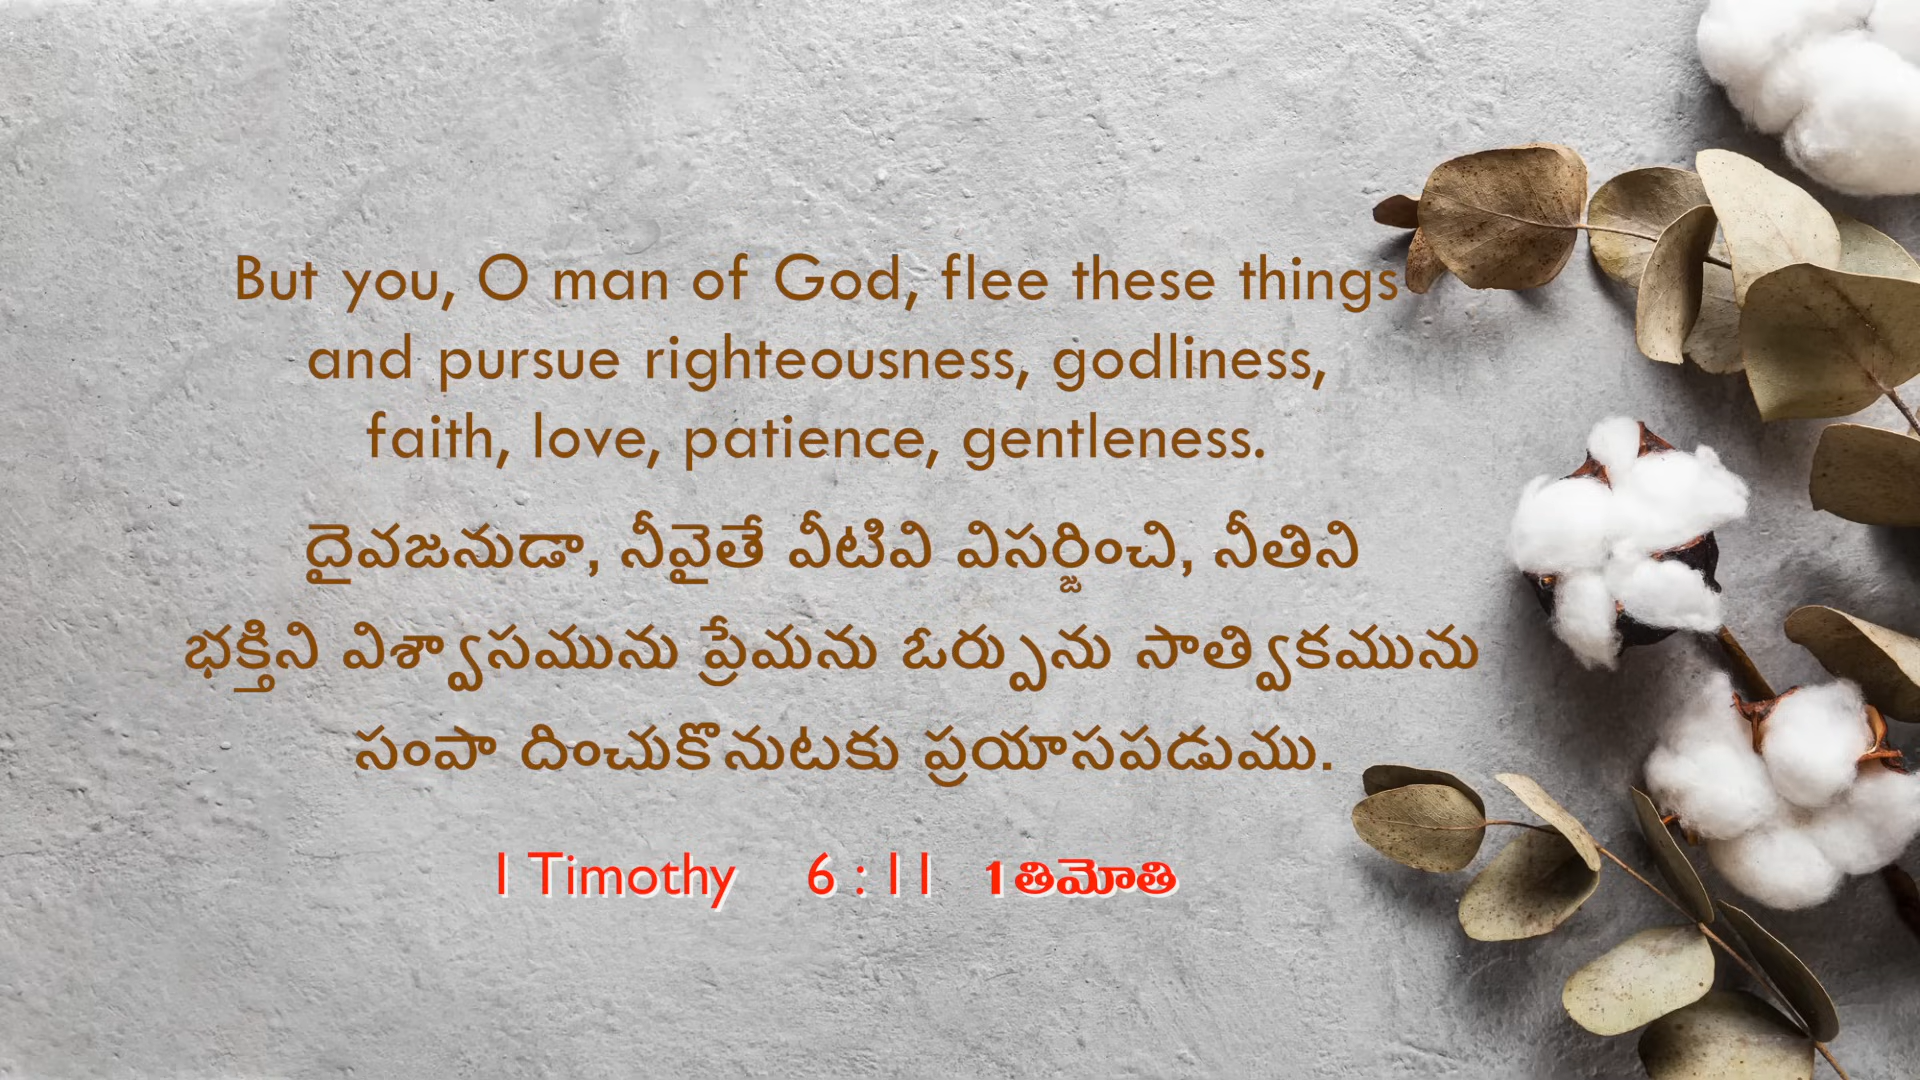 But you, O man of God, flee these things
and pursue righteousness, godliness,
faith, love, patience, gentleness.
దైవజనుడా, నీవైతే వీటివి విసర్జించి, నీతిని
భక్తిని విశ్వాసమును ప్రేమను ఓర్పును సాత్వికమును
సంపా దించుకొనుటకు ప్రయాసపడుము.
1 Timothy 6 : 11 1తిమోతి